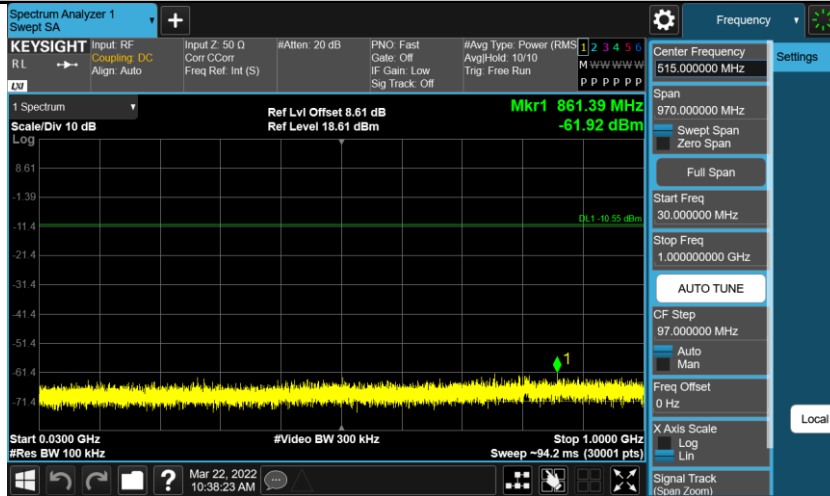 Spectrum Analyzer 1
Swept SA
Frequency
KEYSIGHT
RL
LXI
Input: RF
Coupling: DC
Align: Auto
Input Z: 50 Ω
Corr CCorr
Freq Ref: Int (S)
#Atten: 20 dB
PNO: Fast
Gate: Off
IF Gain: Low
Sig Track: Off
#Avg Type: Power (RMS
Avg|Hold: 10/10
Trig: Free Run
1 2 3 4 5 6
M W W W W W
P P P P P P
1 Spectrum
Scale/Div 10 dB
Log
Ref Lvl Offset 8.61 dB
Ref Level 18.61 dBm
Mkr1 861.39 MHz
-61.92 dBm
8.61
-1.39
-11.4
DL1 -10.55 dBm
-21.4
-31.4
-41.4
-51.4
1
-61.4
-71.4
Start 0.0300 GHz
#Res BW 100 kHz
#Video BW 300 kHz
Stop 1.0000 GHz
Sweep ~94.2 ms (30001 pts)
?
Mar 22, 2022
10:38:23 AM
Center Frequency
515.000000 MHz
Settings
Span
970.000000 MHz
Swept Span
Zero Span
Full Span
Start Freq
30.000000 MHz
Stop Freq
1.000000000 GHz
AUTO TUNE
CF Step
97.000000 MHz
Auto
Man
Freq Offset
0 Hz
Local
X Axis Scale
Log
Lin
Signal Track
(Span Zoom)